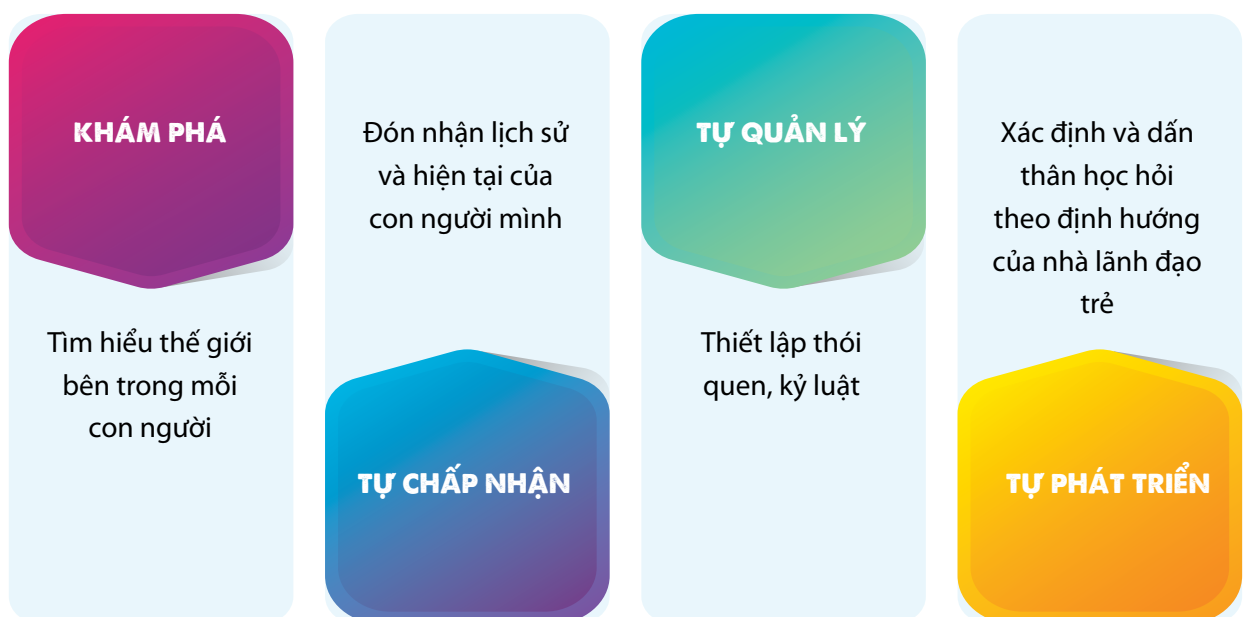 KHÁM PHÁ
Tìm hiểu thế giới
bên trong mỗi
con người
Đón nhận lịch sử
và hiện tại của
con người mình
TỰ CHẤP NHẬN
TỰ QUẢN LÝ
Thiết lập thói
quen, kỷ luật
Xác định và dấn
thân học hỏi
theo định hướng
của nhà lãnh đạo
trẻ
TỰ PHÁT TRIỂN